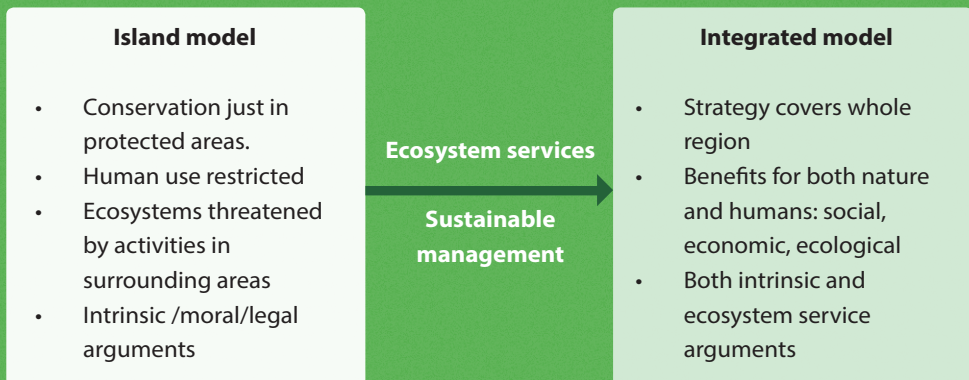 Island model
• Conservation just in
protected areas.
• Human use restricted
• Ecosystems threatened
by activities in
surrounding areas
• Intrinsic /moral/legal
arguments
Ecosystem services
Sustainable
management
Integrated model
• Strategy covers whole
region
• Benefits for both nature
and humans: social,
economic, ecological
• Both intrinsic and
ecosystem service
arguments